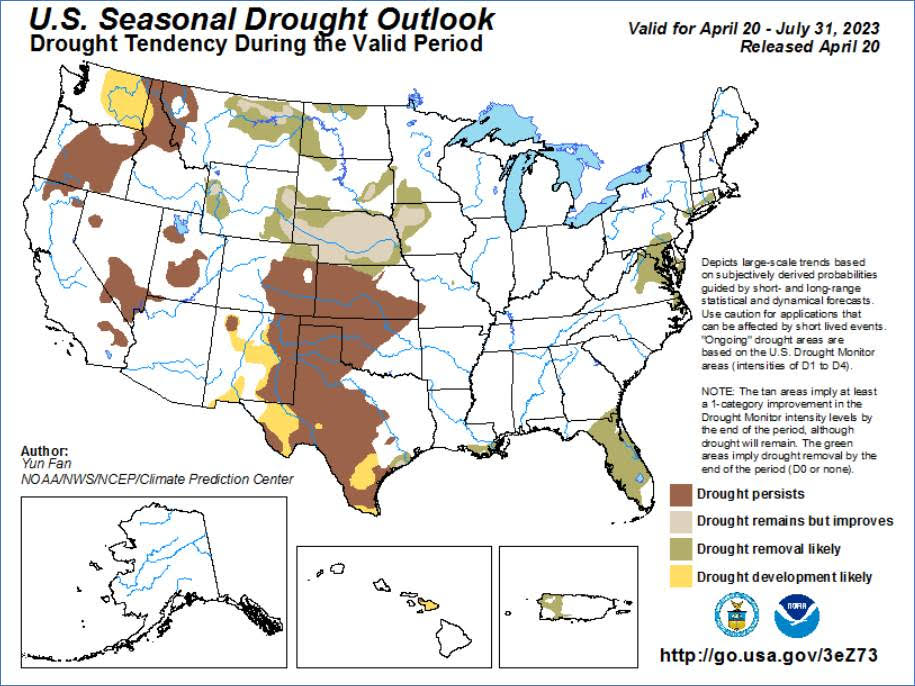 U.S. Seasonal Drought Outlook
Drought Tendency During the Valid Period
Valid for April 20 - July 31, 2023
Released April 20
Depicts large-scale trends based
on subjectively derived probabilities
guided by short- and long-range
statistical and dynamical forecasts.
Use caution for applications that
can be affected by short lived events.
"Ongoing" drought areas are
based on the U.S. Drought Monitor
areas (intensities of D1 to D4).
NOTE: The tan areas imply at least
a 1-category improvement in the
Drought Monitor intensity levels by
the end of the period, although
drought will remain. The green
areas imply drought removal by the
end of the period (D0 or none).
Author:
Yun Fan
NOAA/NWS/NCEP/Climate Prediction Center
Drought persists
Drought remains but improves
Drought removal likely
Drought development likely
NOAA
http://go.usa.gov/3eZ73